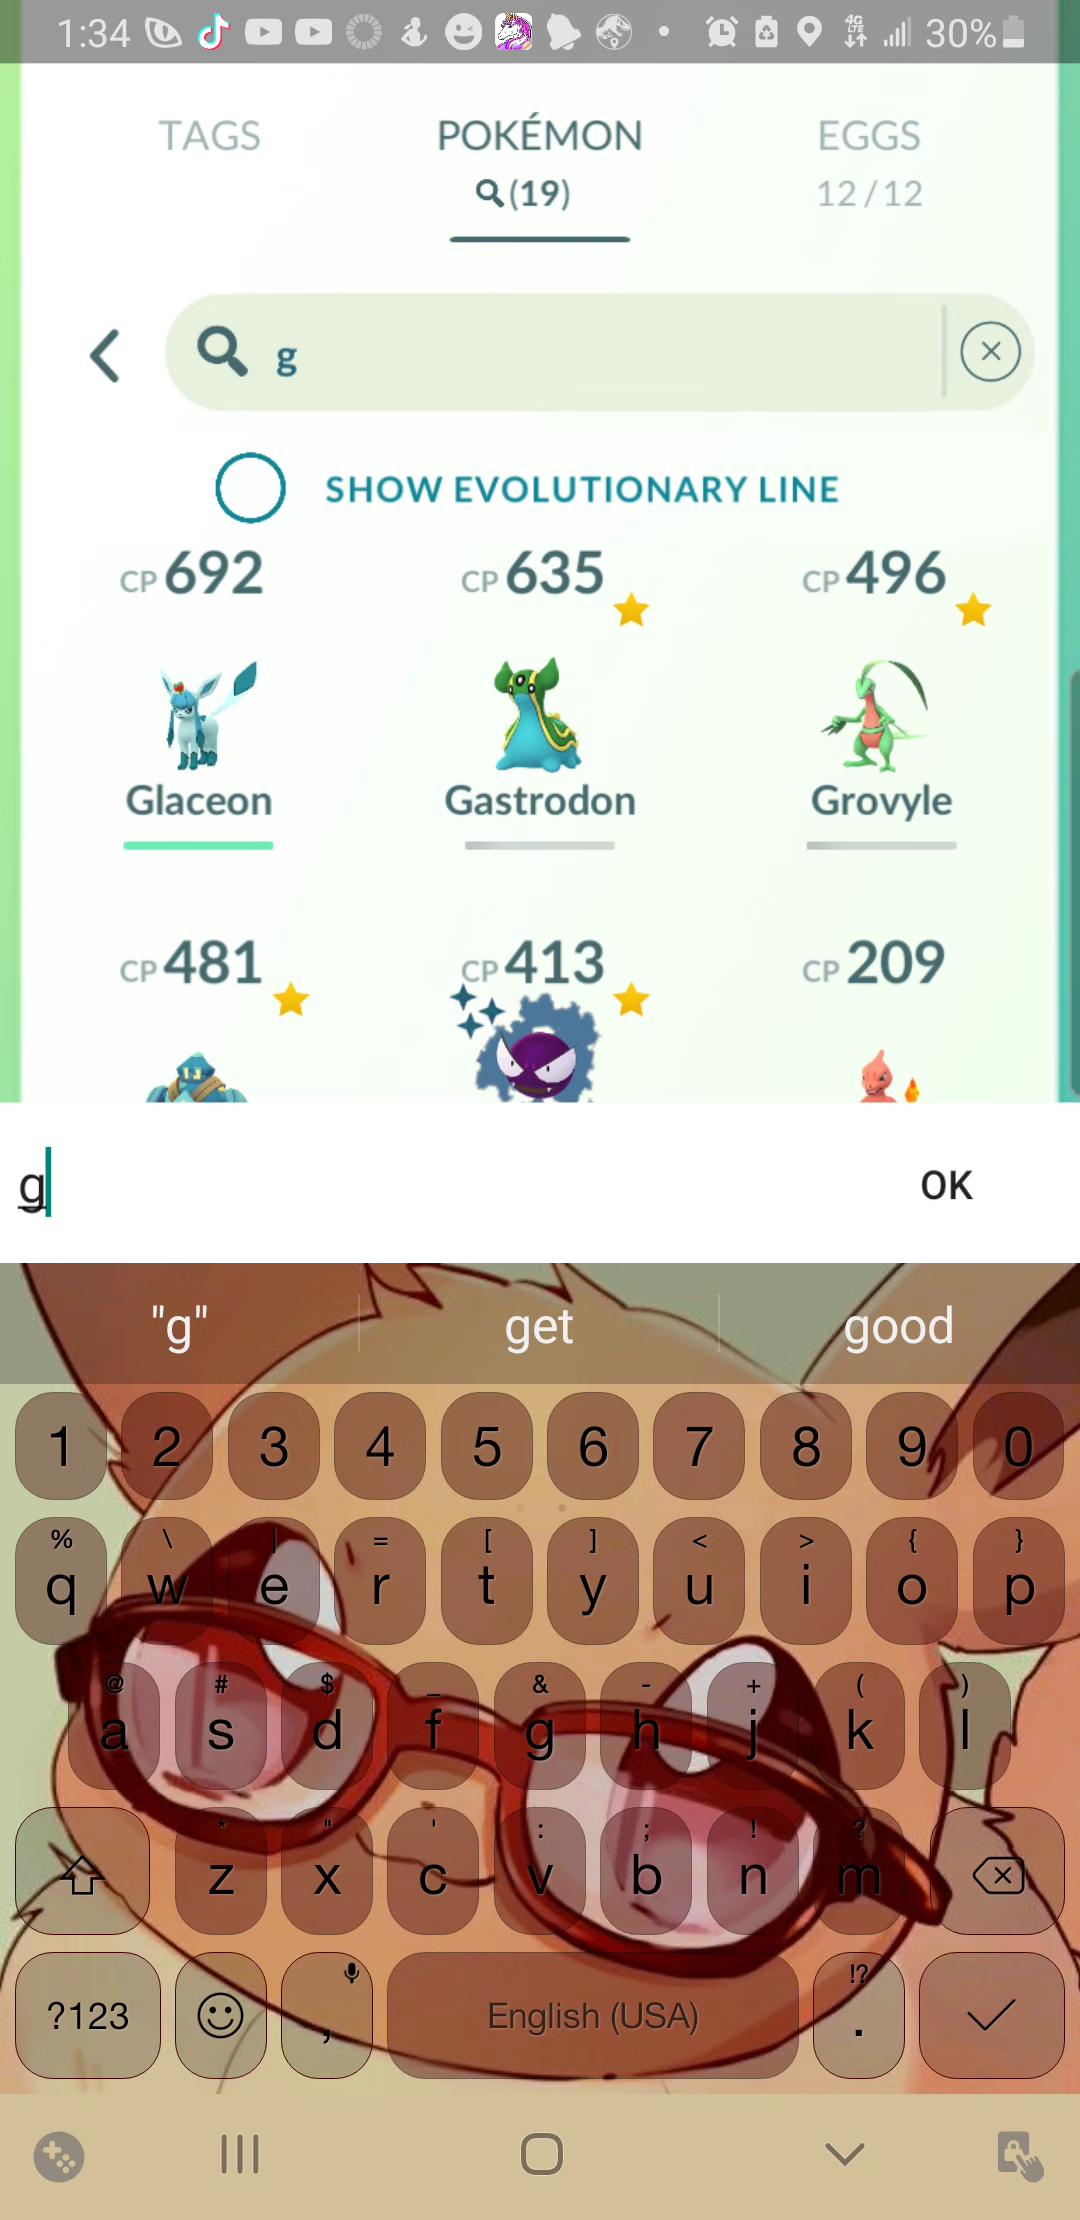 1:34 4G LTE 30%
TAGS POKÉMON EGGS
(19) 12/12
g
SHOW EVOLUTIONARY LINE
CP 692 CP 635 CP 496
Glaceon Gastrodon Grovyle
CP 481 CP 413 CP 209
g OK
"g" get good
1 2 3 4 5 6 7 8 9 0
% \ | = [ ] < > { }
q w e r t y u i o p
@ # $ _ & - + ( )
a s d f g h j k l
* " ' : ; ! ?
z x c v b n m
!?
?123 , English (USA) .